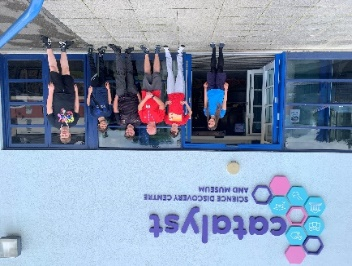 catalyst
SCIENCE DISCOVERY CENTRE
AND MUSEUM